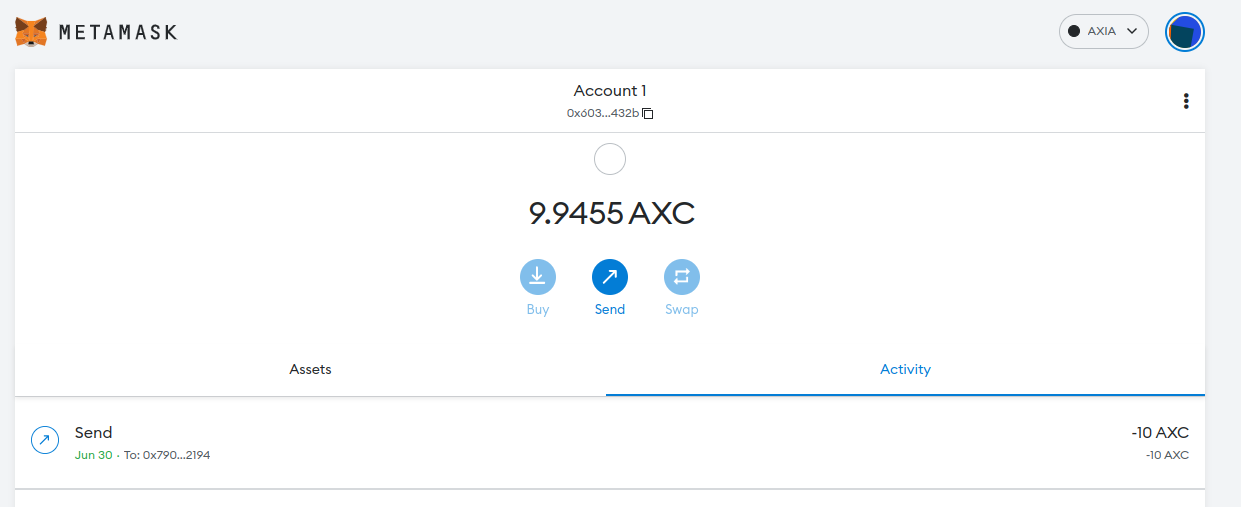 METAMASK
AXIA
Account 1
0x603...432b
9.9455 AXC
Buy Send Swap
Assets Activity
Send -10 AXC
Jun 30 · To: 0x790...2194 -10 AXC